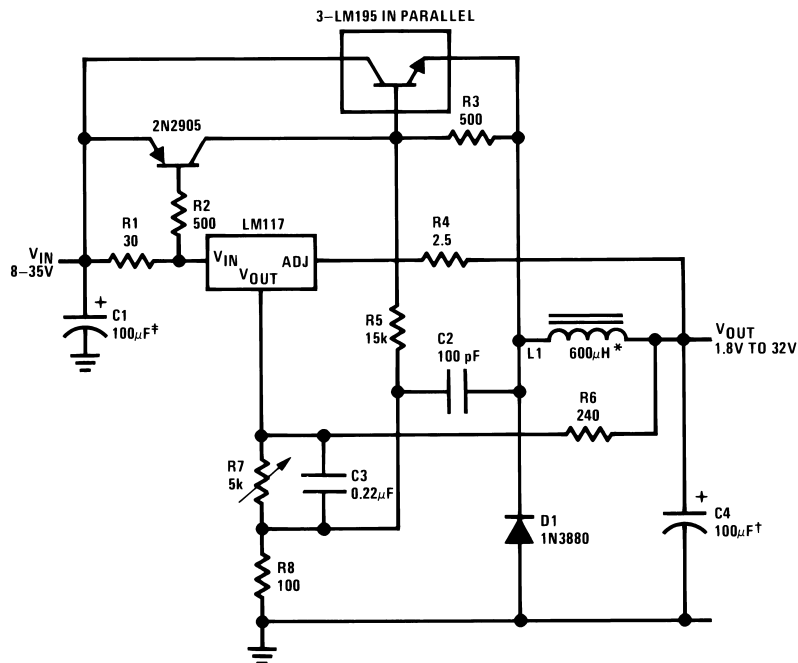 3–LM195 IN PARALLEL
2N2905
R3
500
R1
30
R2
500
LM117
R4
2.5
VIN
8–35V
VIN
ADJ
VOUT
C1
100μF‡
+
R5
15k
C2
100 pF
L1
600μH*
VOUT
1.8V TO 32V
R6
240
R7
5k
C3
0.22μF
D1
1N3880
+
C4
100μF†
R8
100